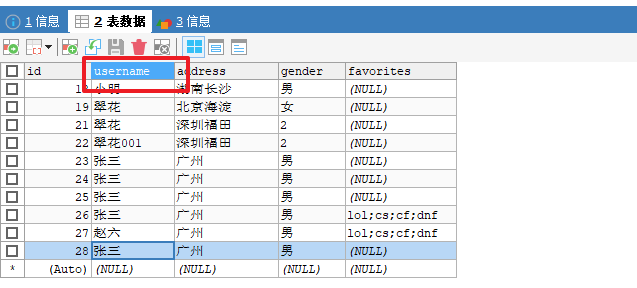 1 信息 2 表数据 3 信息
id username address gender favorites
18 小明 湖南长沙 男 (NULL)
19 翠花 北京海淀 女 (NULL)
21 翠花 深圳福田 2 (NULL)
22 翠花001 深圳福田 2 (NULL)
23 张三 广州 男 (NULL)
24 张三 广州 男 (NULL)
25 张三 广州 男 (NULL)
26 张三 广州 男 lol;cs;cf;dnf
27 赵六 广州 男 lol;cs;cf;dnf
28 张三 广州 男 (NULL)
* (Auto) (NULL) (NULL) (NULL) (NULL)